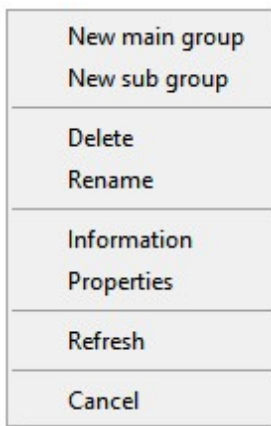 New main group
New sub group
Delete
Rename
Information
Properties
Refresh
Cancel